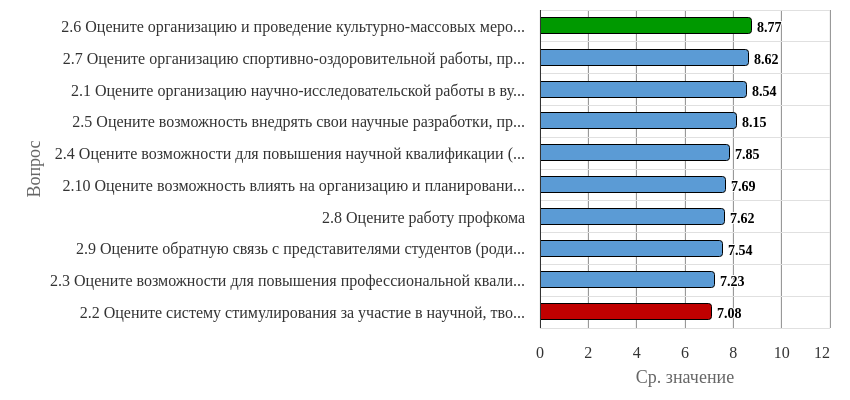 2.6 Оцените организацию и проведение культурно-массовых меро... 8.77
2.7 Оцените организацию спортивно-оздоровительной работы, пр... 8.62
2.1 Оцените организацию научно-исследовательской работы в ву... 8.54
2.5 Оцените возможность внедрять свои научные разработки, пр... 8.15
2.4 Оцените возможности для повышения научной квалификации (... 7.85
2.10 Оцените возможность влиять на организацию и планировани... 7.69
2.8 Оцените работу профкома 7.62
2.9 Оцените обратную связь с представителями студентов (роди... 7.54
2.3 Оцените возможности для повышения профессиональной квали... 7.23
2.2 Оцените систему стимулирования за участие в научной, тво... 7.08
Вопрос
0 2 4 6 8 10 12
Ср. значение